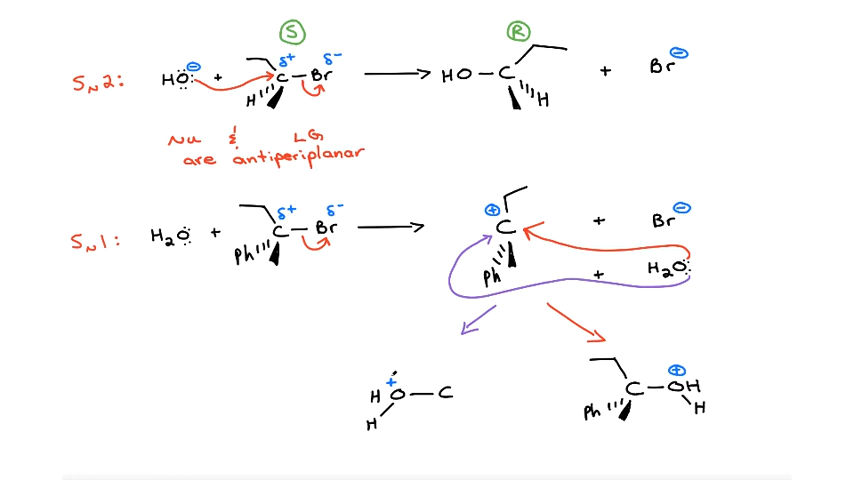 S R
SN2: HO⊖ + δ+ δ− C—Br → HO—C + Br⊖
H H
Nu & LG
are antiperiplanar
SN1: H2O + δ+ δ− C—Br → ⊕ C + Br⊖
Ph Ph + H2O
+ ⊕
H O—C C—OH
H Ph H